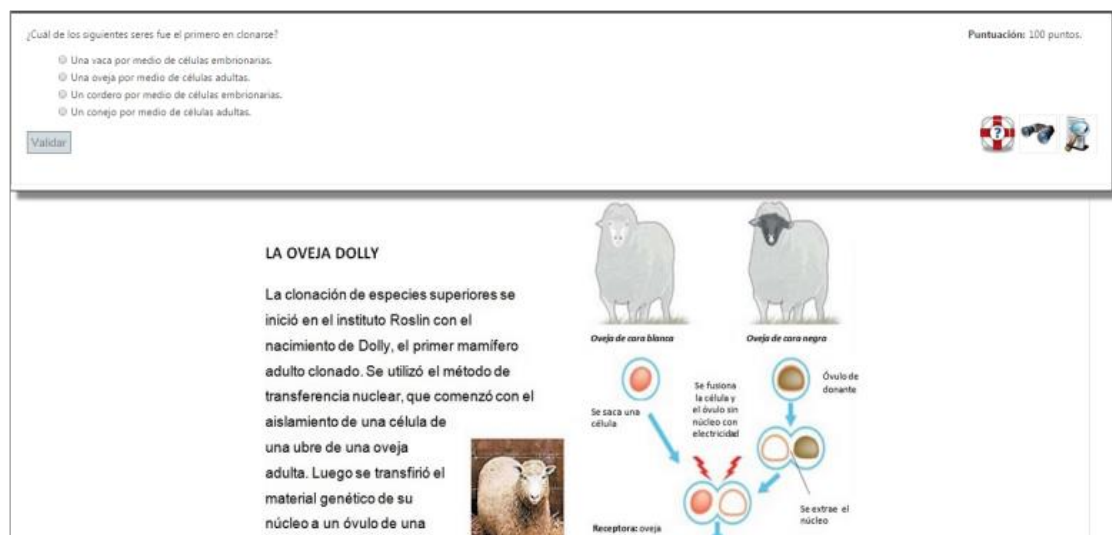 ¿Cuál de los siguientes seres fue el primero en clonarse?
Puntuación: 100 puntos.
Una vaca por medio de células embrionarias.
Una oveja por medio de células adultas.
Un cordero por medio de células embrionarias.
Un conejo por medio de células adultas.
Validar
LA OVEJA DOLLY
La clonación de especies superiores se
inició en el instituto Roslin con el
nacimiento de Dolly, el primer mamífero
adulto clonado. Se utilizó el método de
transferencia nuclear, que comenzó con el
aislamiento de una célula de
una ubre de una oveja
adulta. Luego se transfirió el
material genético de su
núcleo a un óvulo de una
Oveja de cara blanca
Oveja de cara negra
Óvulo de
donante
Se fusiona
la célula y
el óvulo sin
núcleo con
electricidad
Se saca una
célula
Se extrae el
núcleo
Receptora: oveja